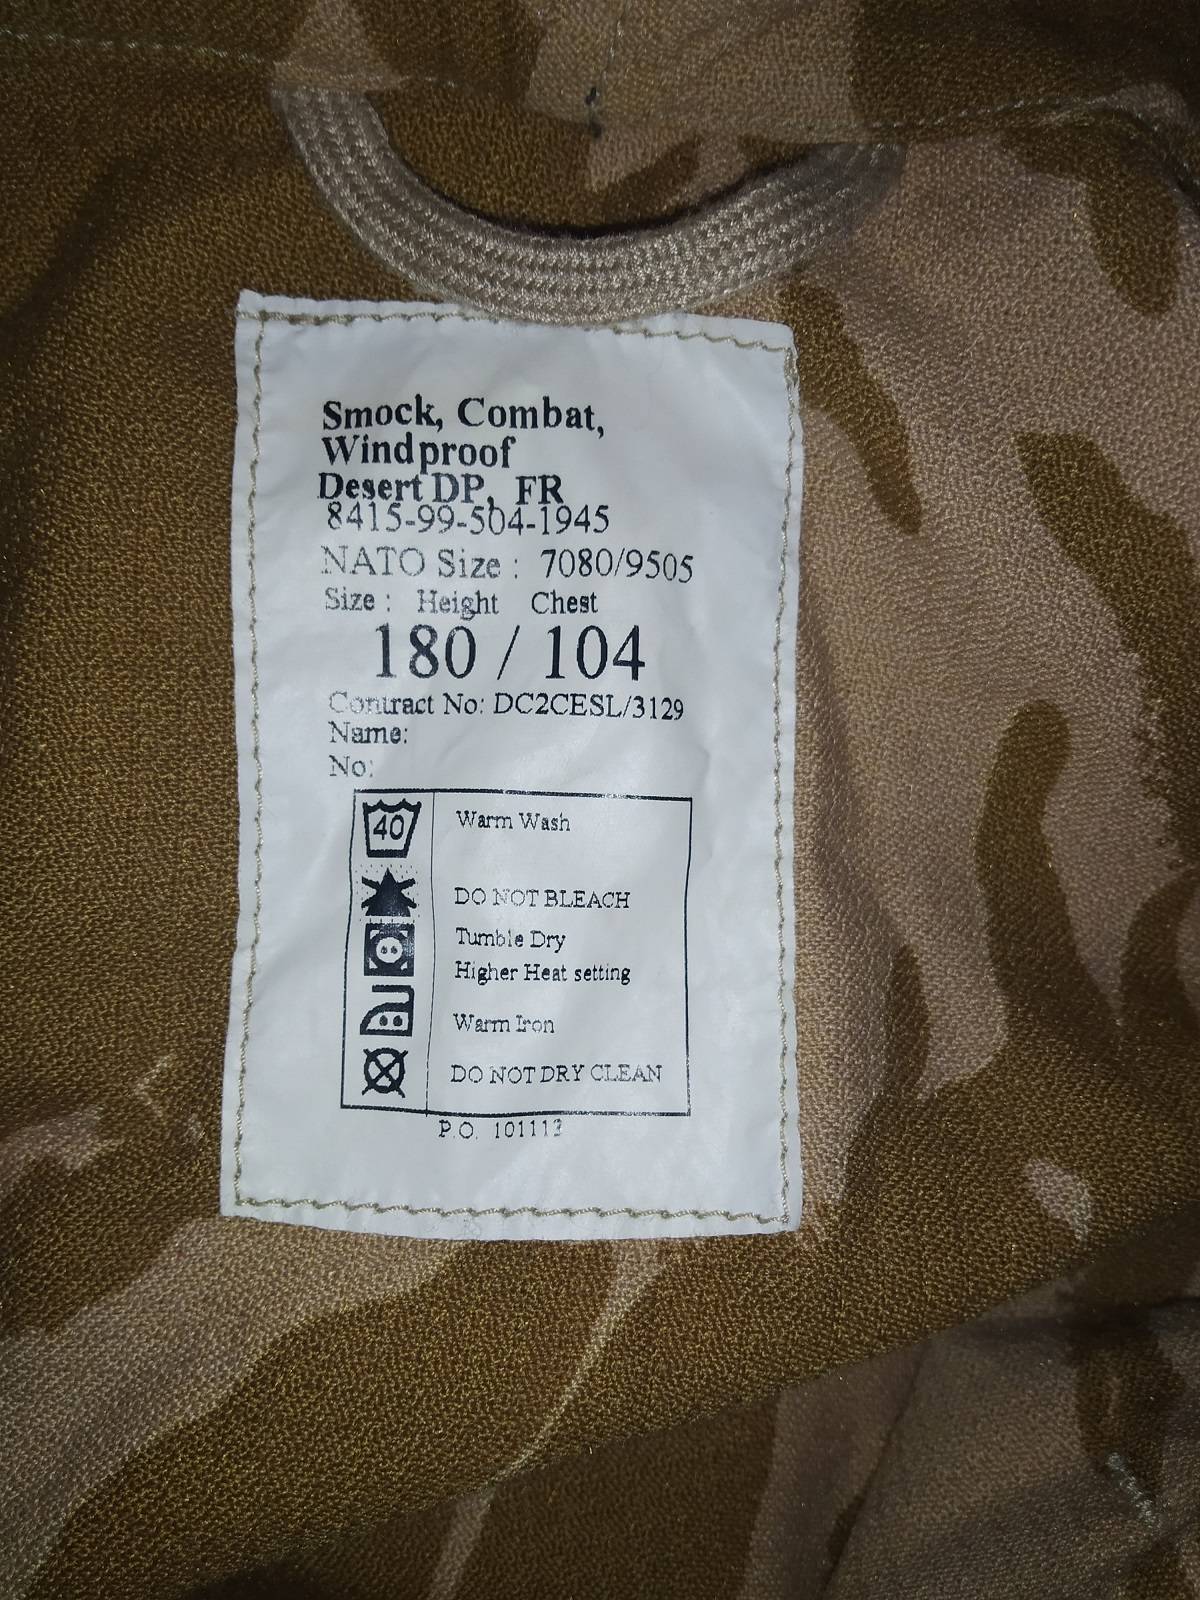 Smock, Combat,
Windproof
Desert DP, FR
8415-99-504-1945
NATO Size : 7080/9505
Size : Height Chest
180 / 104
Contract No: DC2CESL/3129
Name:
No:
40 Warm Wash
DO NOT BLEACH
Tumble Dry
Higher Heat setting
Warm Iron
DO NOT DRY CLEAN
P.O.